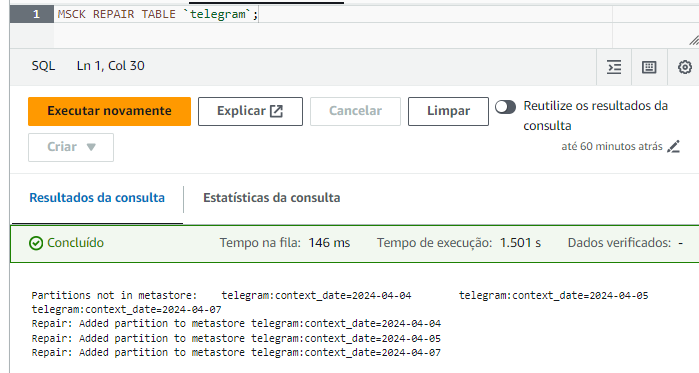 1 MSCK REPAIR TABLE `telegram`;
SQL Ln 1, Col 30
Executar novamente Explicar Cancelar Limpar Reutilize os resultados da
consulta
até 60 minutos atrás
Criar
Resultados da consulta Estatísticas da consulta
Concluído Tempo na fila: 146 ms Tempo de execução: 1.501 s Dados verificados: -
Partitions not in metastore: telegram:context_date=2024-04-04 telegram:context_date=2024-04-05
telegram:context_date=2024-04-07
Repair: Added partition to metastore telegram:context_date=2024-04-04
Repair: Added partition to metastore telegram:context_date=2024-04-05
Repair: Added partition to metastore telegram:context_date=2024-04-07